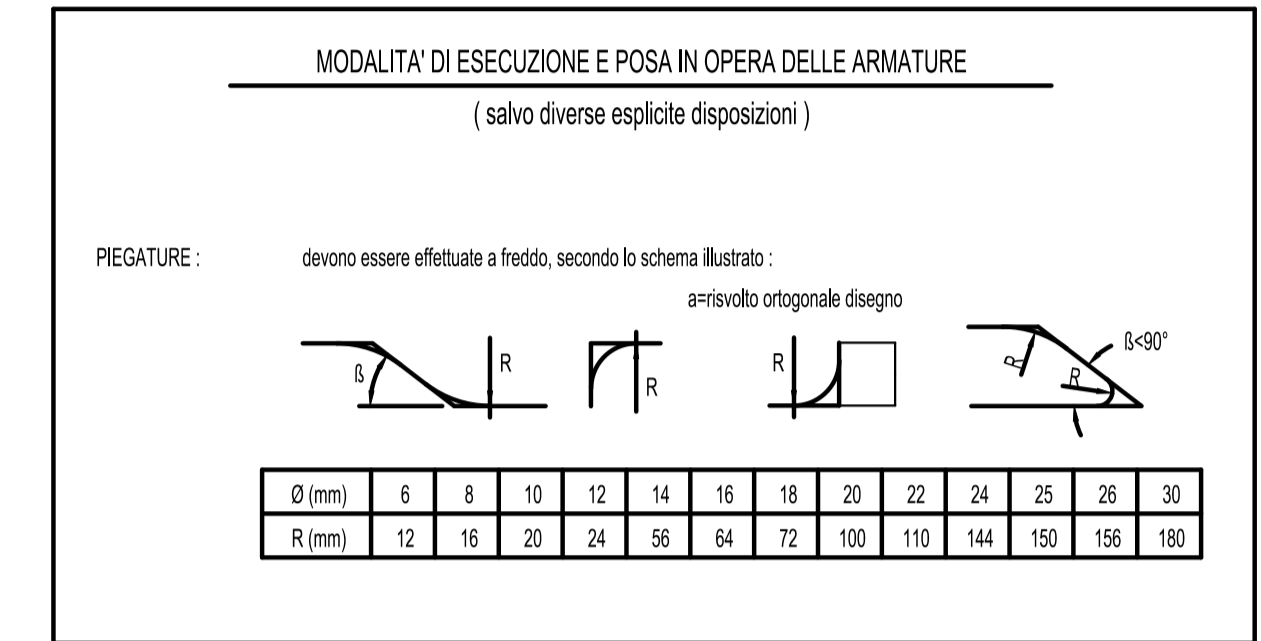 MODALITA' DI ESECUZIONE E POSA IN OPERA DELLE ARMATURE
( salvo diverse esplicite disposizioni )
PIEGATURE : devono essere effettuate a freddo, secondo lo schema illustrato :
a=risvolto ortogonale disegno
ß R R R R R ß<90°
Ø (mm) 6 8 10 12 14 16 18 20 22 24 25 26 30
R (mm) 12 16 20 24 56 64 72 100 110 144 150 156 180